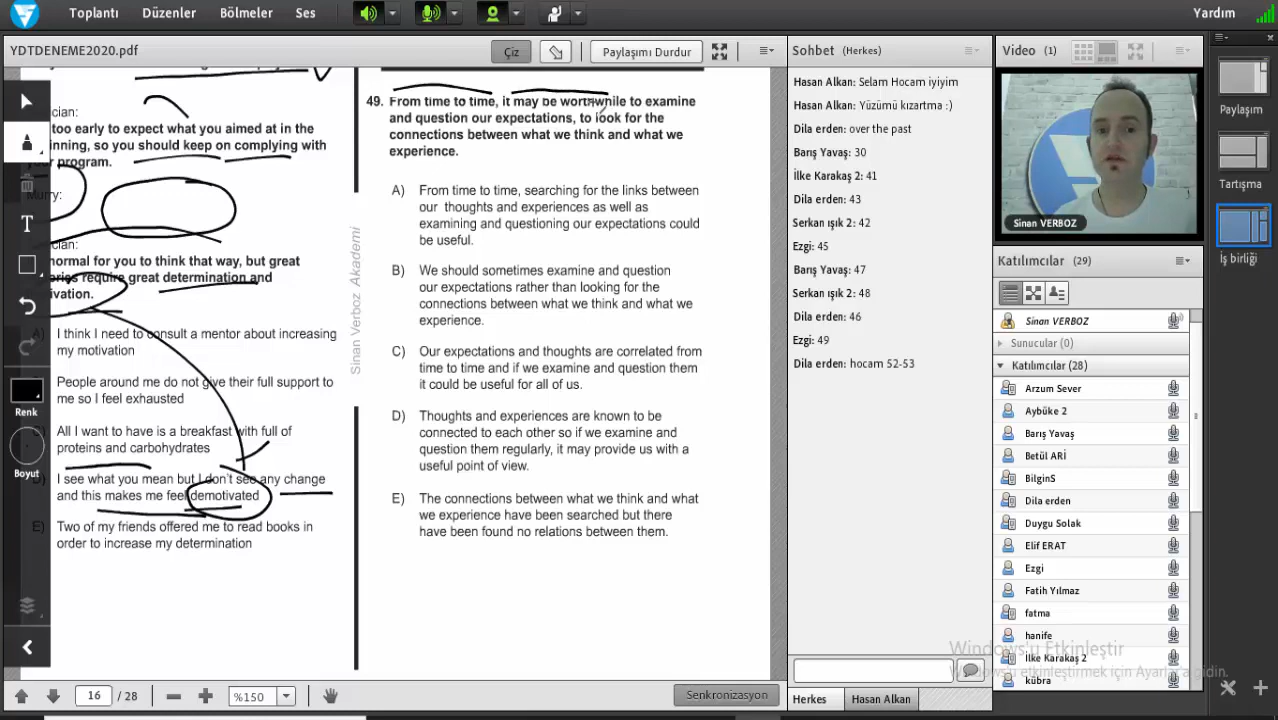 Toplantı Düzenler Bölmeler Ses Yardım
YDTDENEME2020.pdf Çiz Paylaşımı Durdur
cian:
too early to expect what you aimed at in the
inning, so you should keep on complying with
your program.
Murry:
cian:
normal for you to think that way, but great
require great determination and
ivation.
A) I think I need to consult a mentor about increasing
my motivation
People around me do not give their full support to
me so I feel exhausted
C) All I want to have is a breakfast with full of
proteins and carbohydrates
D) I see what you mean but I don't see any change
and this makes me feel demotivated
E) Two of my friends offered me to read books in
order to increase my determination
Sinan Verboz Akademi
49. From time to time, it may be worthwhile to examine
and question our expectations, to look for the
connections between what we think and what we
experience.
A) From time to time, searching for the links between
our thoughts and experiences as well as
examining and questioning our expectations could
be useful.
B) We should sometimes examine and question
our expectations rather than looking for the
connections between what we think and what we
experience.
C) Our expectations and thoughts are correlated from
time to time and if we examine and question them
it could be useful for all of us.
D) Thoughts and experiences are known to be
connected to each other so if we examine and
question them regularly, it may provide us with a
useful point of view.
E) The connections between what we think and what
we experience have been searched but there
have been found no relations between them.
T
Renk
Boyut
16 / 28 %150 Senkronizasyon
Sohbet (Herkes)
Hasan Alkan: Selam Hocam iyiyim
Hasan Alkan: Yüzümü kızartma :)
Dila erden: over the past
Barış Yavaş: 30
İlke Karakaş 2: 41
Dila erden: 43
Serkan ışık 2: 42
Ezgi: 45
Barış Yavaş: 47
Serkan ışık 2: 48
Dila erden: 46
Ezgi: 49
Dila erden: hocam 52-53
Herkes Hasan Alkan
Video (1)
Sinan VERBOZ
Katılımcılar (29)
Sinan VERBOZ
Sunucular (0)
Katılımcılar (28)
Arzum Sever
Aybüke 2
Barış Yavaş
Betül ARİ
BilginS
Dila erden
Duygu Solak
Elif ERAT
Ezgi
Fatih Yılmaz
fatma
hanife
İlke Karakaş 2
kübra
Paylaşım
Tartışma
İş birliği
Windows'u Etkinleştir
Windows'u etkinleştirmek için Ayarlar'a gidin.